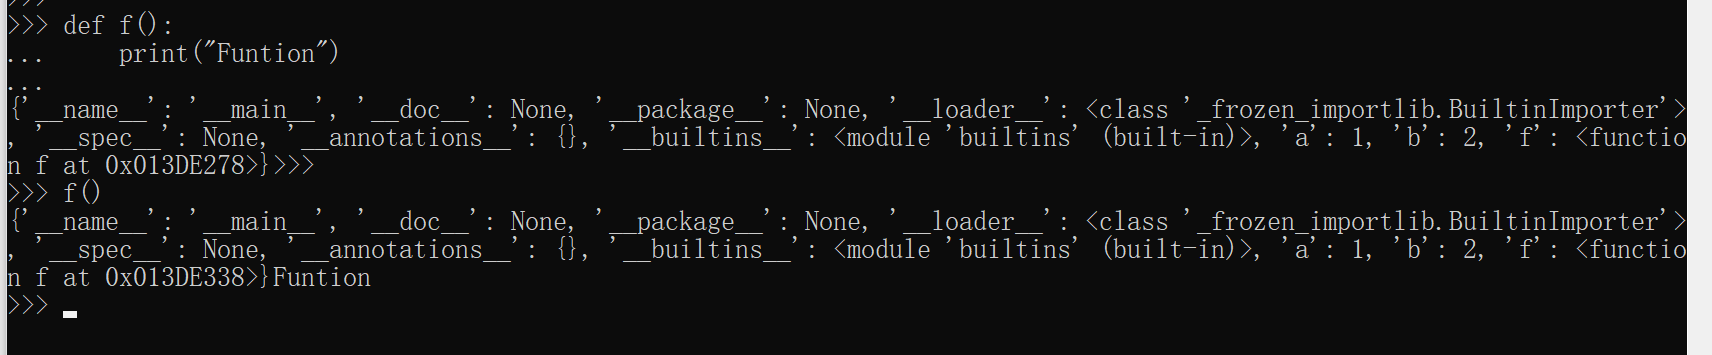 >>>
>>> def f():
...     print("Funtion")
...
{'__name__': '__main__', '__doc__': None, '__package__': None, '__loader__': <class '_frozen_importlib.BuiltinImporter'>
, '__spec__': None, '__annotations__': {}, '__builtins__': <module 'builtins' (built-in)>, 'a': 1, 'b': 2, 'f': <functio
n f at 0x013DE278>}>>>
>>> f()
{'__name__': '__main__', '__doc__': None, '__package__': None, '__loader__': <class '_frozen_importlib.BuiltinImporter'>
, '__spec__': None, '__annotations__': {}, '__builtins__': <module 'builtins' (built-in)>, 'a': 1, 'b': 2, 'f': <functio
n f at 0x013DE338>}Funtion
>>>